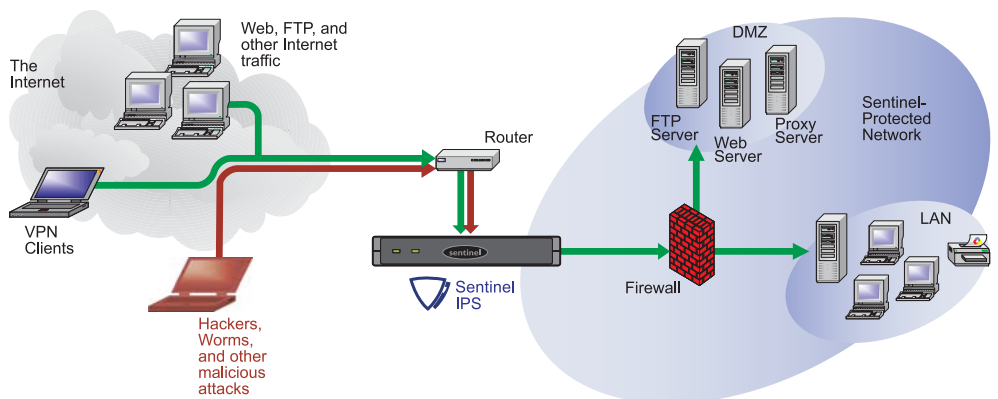 The
Internet
Web, FTP, and
other Internet
traffic
VPN
Clients
Hackers,
Worms,
and other
malicious
attacks
Router
sentinel
Sentinel
IPS
Firewall
DMZ
FTP
Server
Web
Server
Proxy
Server
Sentinel-
Protected
Network
LAN